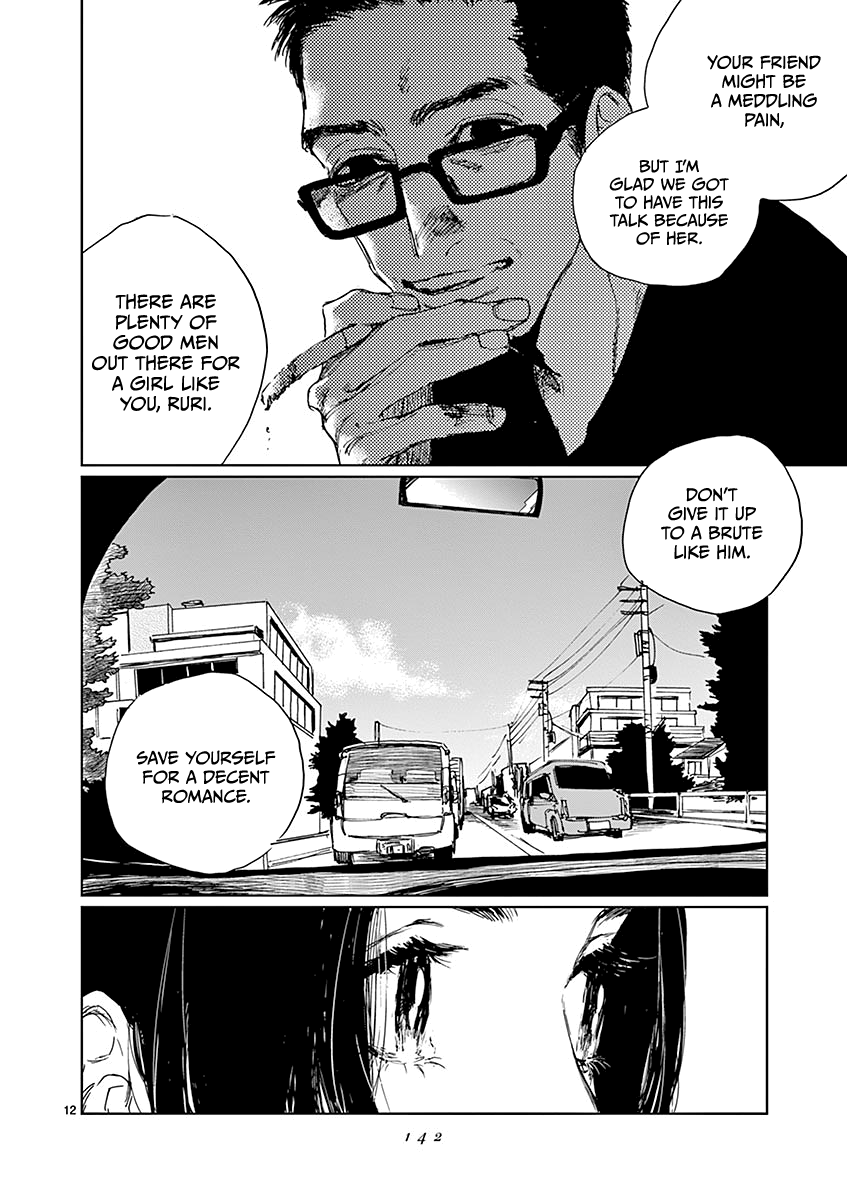 YOUR FRIEND
MIGHT BE
A MEDDLING
PAIN,
BUT I'M
GLAD WE GOT
TO HAVE THIS
TALK BECAUSE
OF HER.
THERE ARE
PLENTY OF
GOOD MEN
OUT THERE FOR
A GIRL LIKE
YOU, RURI.
DON'T
GIVE IT UP
TO A BRUTE
LIKE HIM.
SAVE YOURSELF
FOR A DECENT
ROMANCE.
12
142